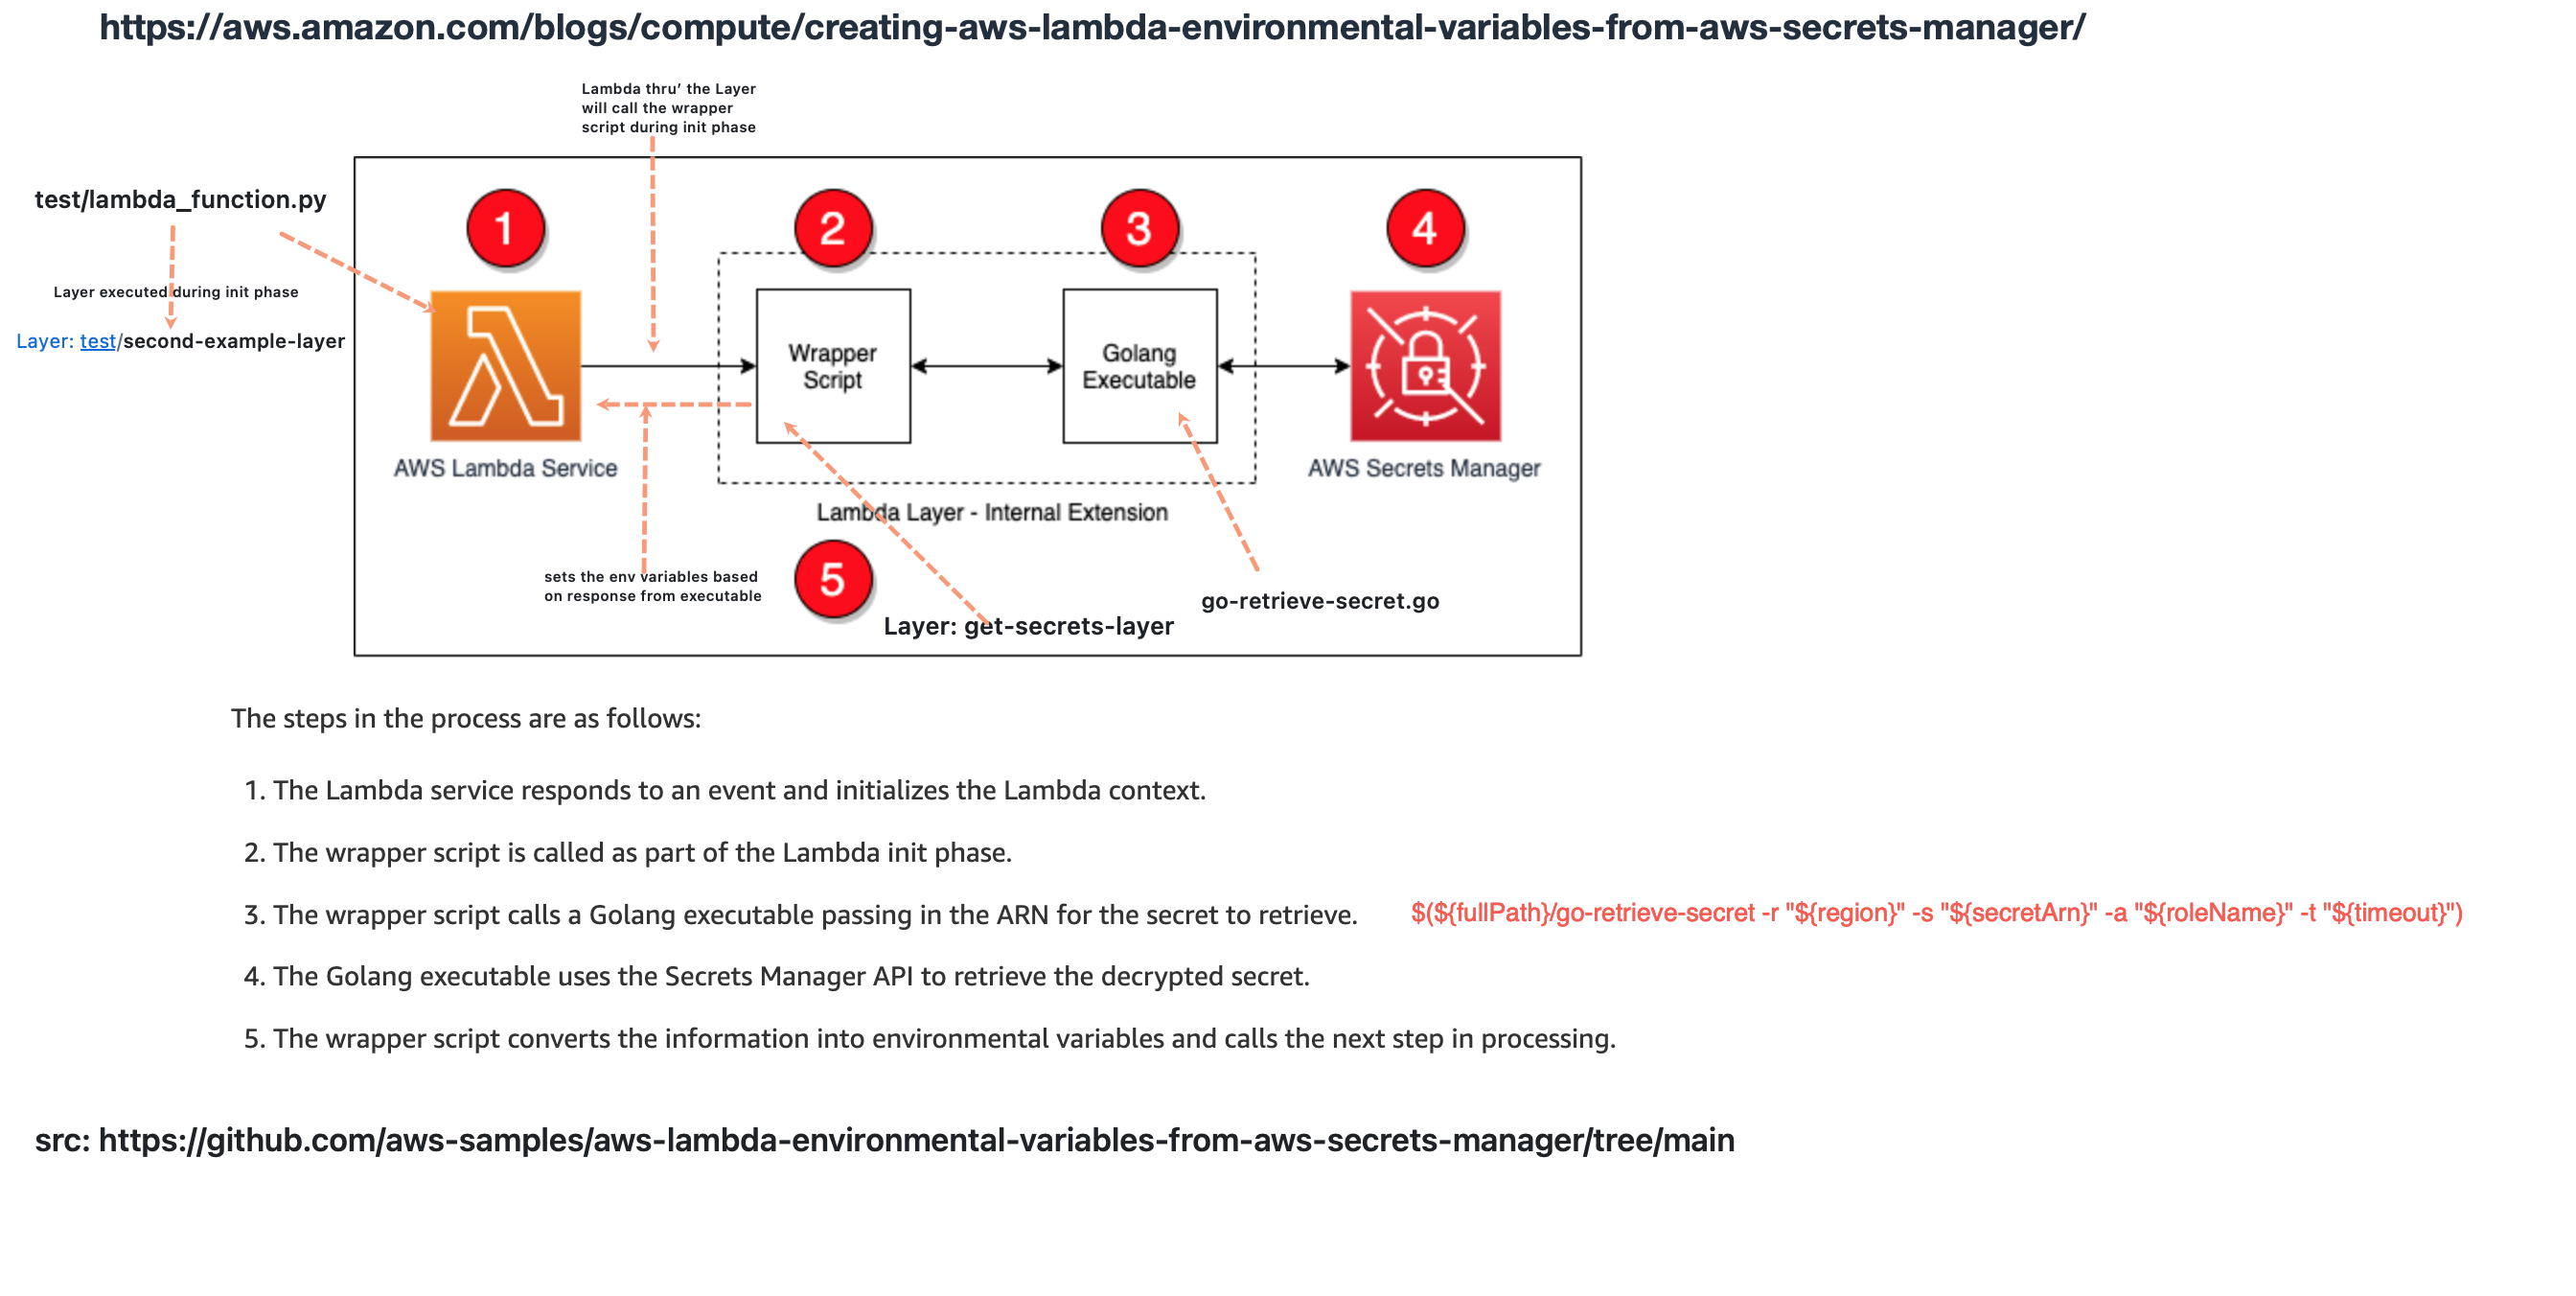 https://aws.amazon.com/blogs/compute/creating-aws-lambda-environmental-variables-from-aws-secrets-manager/
Lambda thru’ the Layer
will call the wrapper
script during init phase
test/lambda_function.py
1
2
3
4
Layer executed during init phase
Layer: test/second-example-layer
Wrapper
Script
Golang
Executable
AWS Lambda Service
AWS Secrets Manager
Lambda Layer - Internal Extension
sets the env variables based
on response from executable
5
Layer: get-secrets-layer
go-retrieve-secret.go
The steps in the process are as follows:
1. The Lambda service responds to an event and initializes the Lambda context.
2. The wrapper script is called as part of the Lambda init phase.
3. The wrapper script calls a Golang executable passing in the ARN for the secret to retrieve.
$(${fullPath}/go-retrieve-secret -r "${region}" -s "${secretArn}" -a "${roleName}" -t "${timeout}")
4. The Golang executable uses the Secrets Manager API to retrieve the decrypted secret.
5. The wrapper script converts the information into environmental variables and calls the next step in processing.
src: https://github.com/aws-samples/aws-lambda-environmental-variables-from-aws-secrets-manager/tree/main